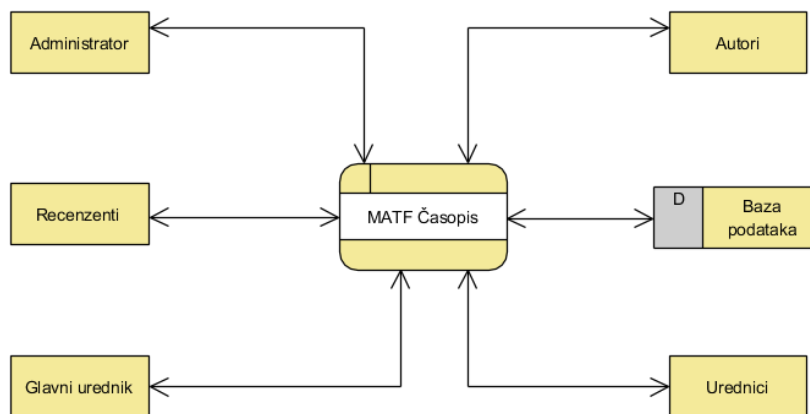 Administrator
Autori
Recenzenti
MATF Časopis
D
Baza
podataka
Glavni urednik
Urednici